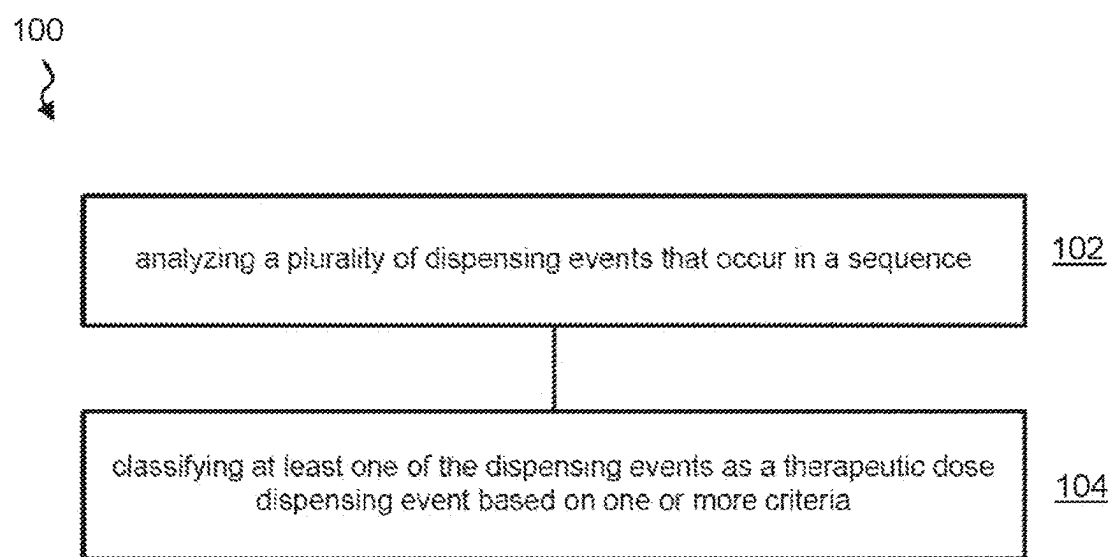 100
analyzing a plurality of dispensing events that occur in a sequence
102
classifying at least one of the dispensing events as a therapeutic dose
dispensing event based on one or more criteria
104